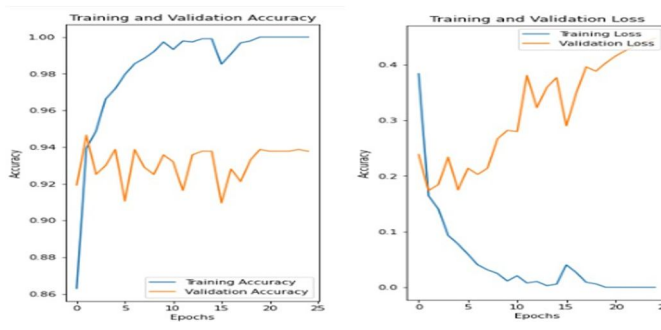 Training and Validation Accuracy
1.00
0.98
0.96
0.94
0.92
0.90
0.88
0.86
Accuracy
Training Accuracy
Validation Accuracy
0 5 10 15 20 25
Epochs
Training and Validation Loss
Training Loss
Validation Loss
0.4
0.3
0.2
0.1
0.0
Accuracy
0 5 10 15 20 25
Epochs